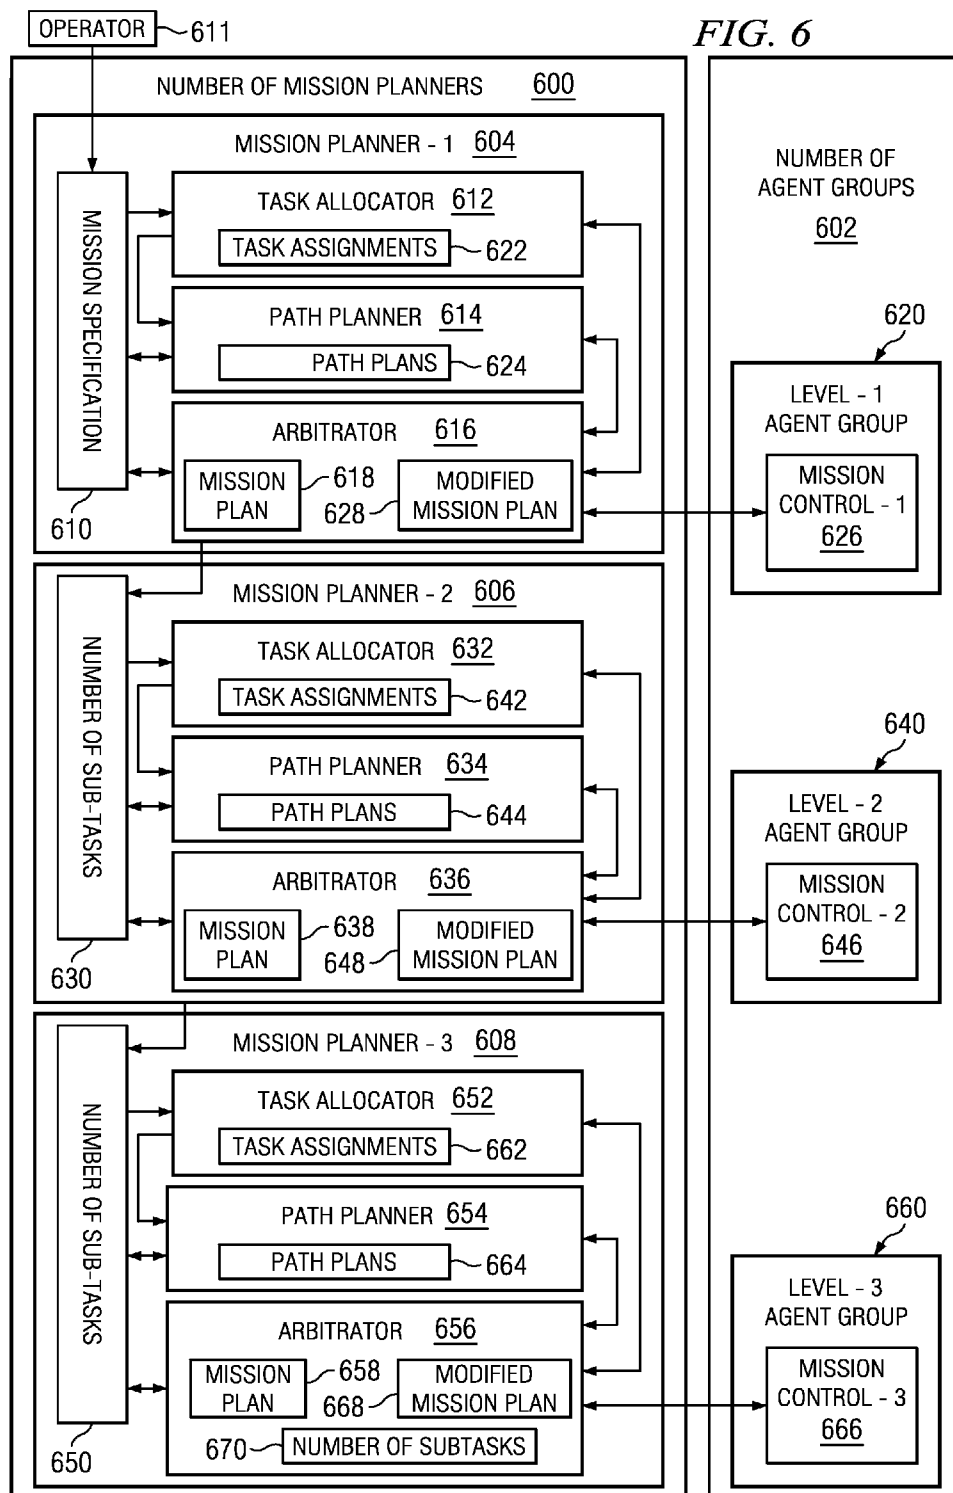 OPERATOR 611
FIG. 6
NUMBER OF MISSION PLANNERS 600
MISSION PLANNER - 1 604
MISSION SPECIFICATION
610
TASK ALLOCATOR 612
TASK ASSIGNMENTS 622
PATH PLANNER 614
PATH PLANS 624
ARBITRATOR 616
MISSION
PLAN
618
628
MODIFIED
MISSION PLAN
MISSION PLANNER - 2 606
NUMBER OF SUB-TASKS
630
TASK ALLOCATOR 632
TASK ASSIGNMENTS 642
PATH PLANNER 634
PATH PLANS 644
ARBITRATOR 636
MISSION
PLAN
638
648
MODIFIED
MISSION PLAN
MISSION PLANNER - 3 608
NUMBER OF SUB-TASKS
650
TASK ALLOCATOR 652
TASK ASSIGNMENTS 662
PATH PLANNER 654
PATH PLANS 664
ARBITRATOR 656
MISSION
PLAN
658
668
MODIFIED
MISSION PLAN
670 NUMBER OF SUBTASKS
NUMBER OF
AGENT GROUPS
602
620
LEVEL - 1
AGENT GROUP
MISSION
CONTROL - 1
626
640
LEVEL - 2
AGENT GROUP
MISSION
CONTROL - 2
646
660
LEVEL - 3
AGENT GROUP
MISSION
CONTROL - 3
666